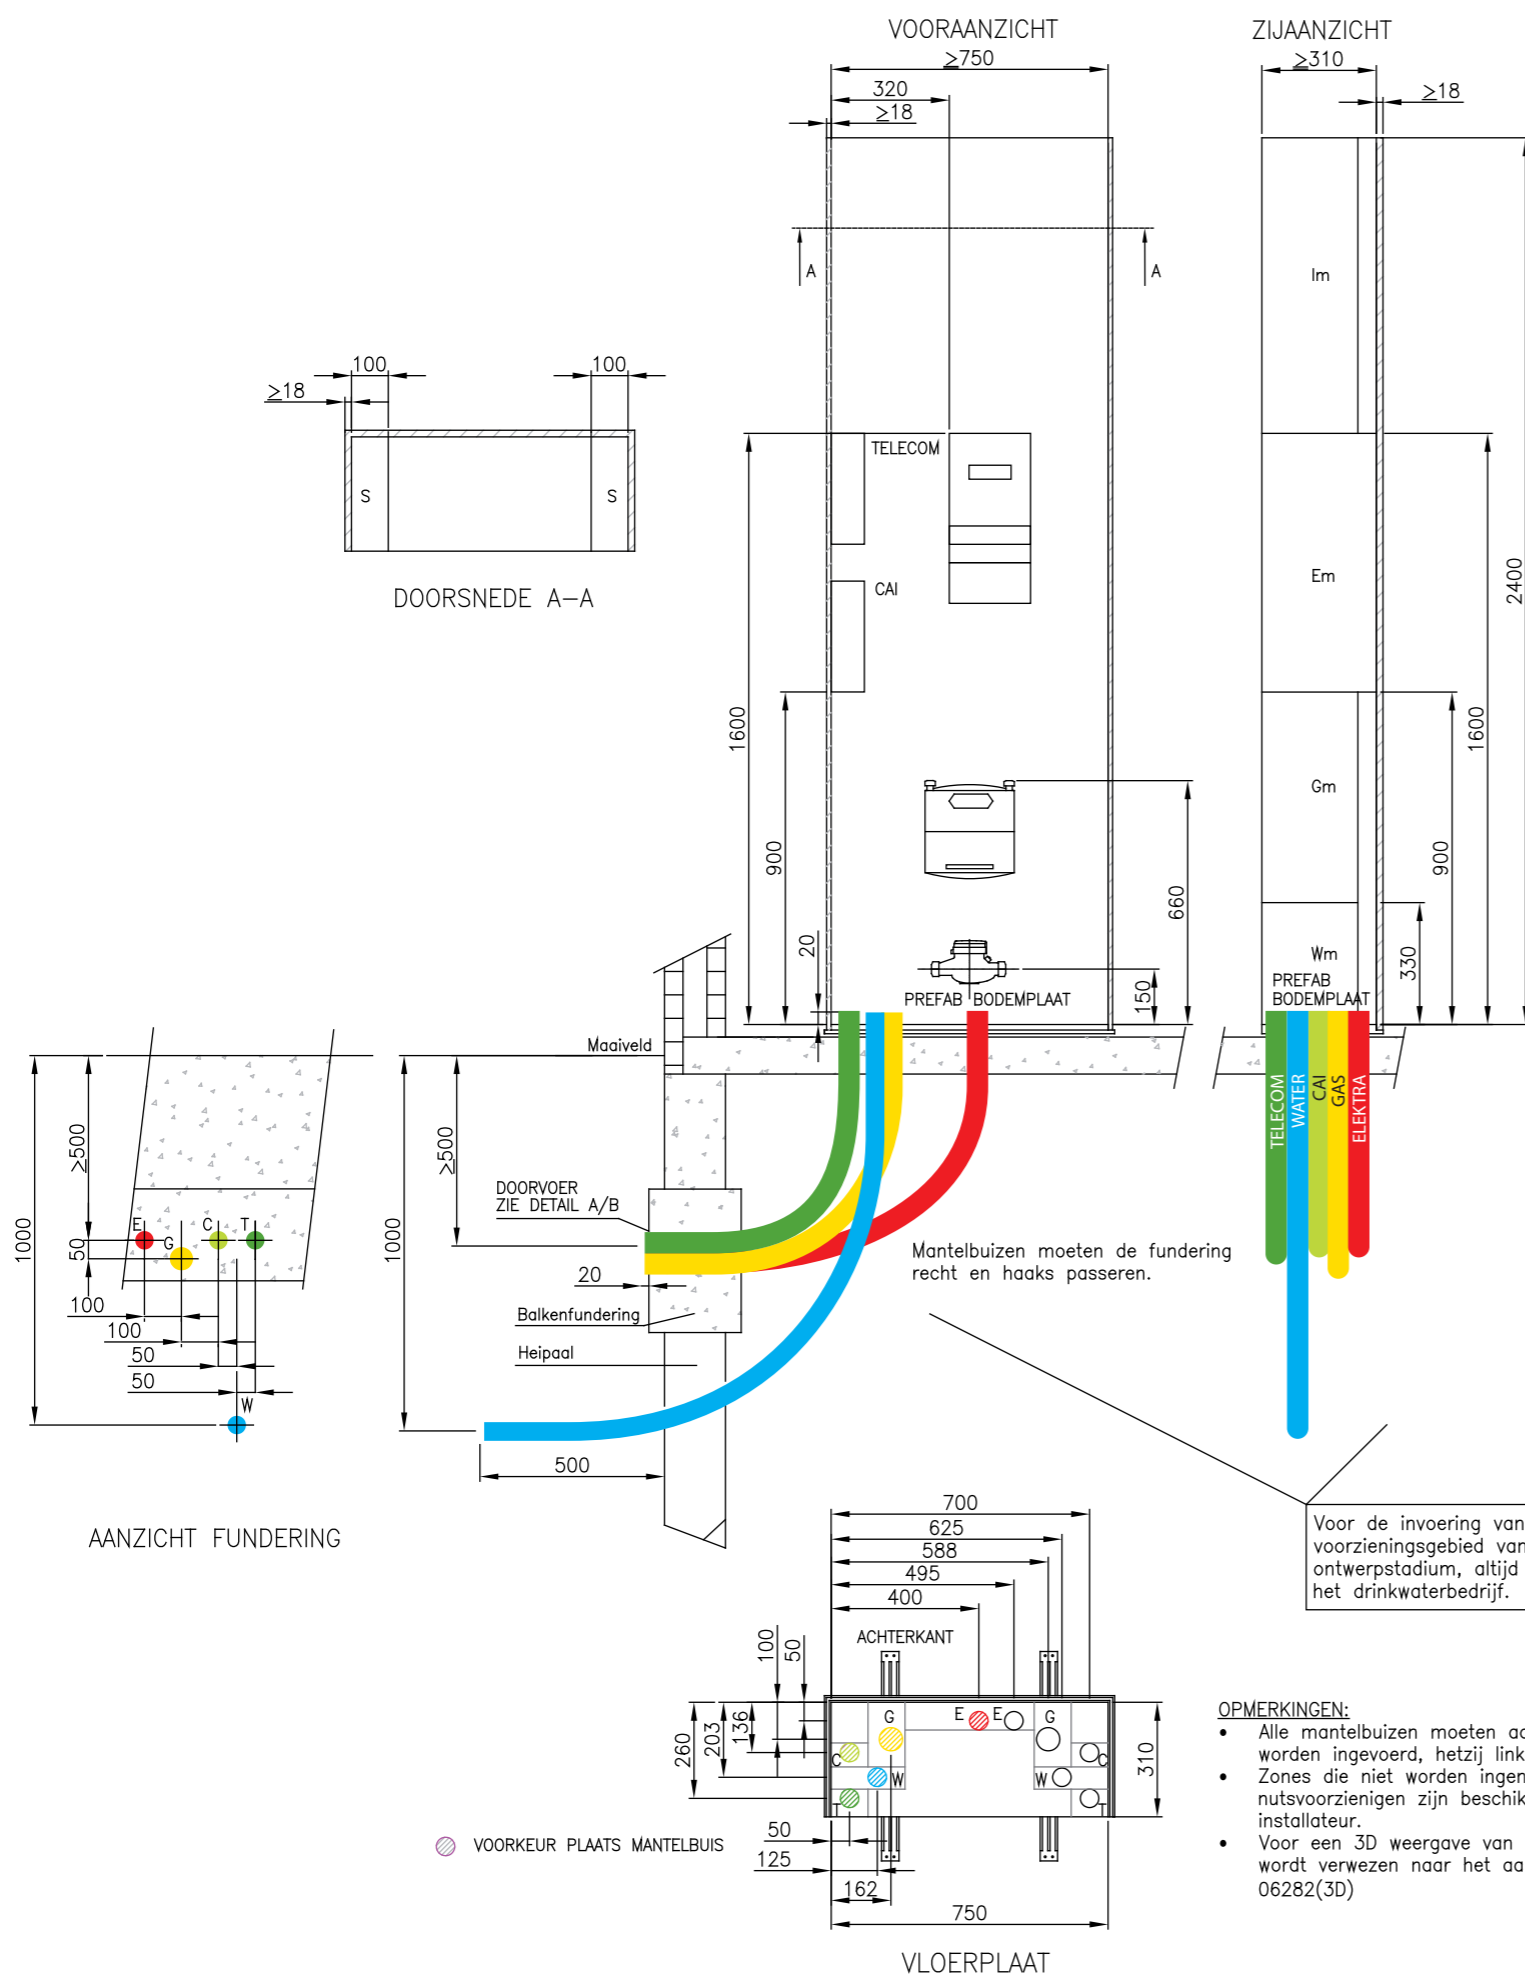 VOORAANZICHT
ZIJAANZICHT
≥750
≥310
320
≥18
≥18
A
A
Im
100
100
≥18
S
S
DOORSNEDE A-A
TELECOM
CAI
Em
2400
1600
900
1600
900
Gm
660
330
20
150
Wm
PREFAB BODEMPLAAT
PREFAB
BODEMPLAAT
TELECOM
WATER
CAI
GAS
ELEKTRA
Maaiveld
≥500
1000
50
E
G
C
T
100
100
50
50
W
AANZICHT FUNDERING
≥500
1000
DOORVOER
ZIE DETAIL A/B
20
Balkenfundering
Heipaal
500
Mantelbuizen moeten de fundering
recht en haaks passeren.
Voor de invoering van
voorzieningsgebied van
ontwerpstadium, altijd
het drinkwaterbedrijf.
700
625
588
495
400
ACHTERKANT
100
50
260
203
136
310
G
E
E
G
C
W
W
C
T
T
50
125
162
750
VLOERPLAAT
VOORKEUR PLAATS MANTELBUIS
OPMERKINGEN:
• Alle mantelbuizen moeten aa
worden ingevoerd, hetzij link
• Zones die niet worden ingen
nutsvoorzienigen zijn beschik
installateur.
• Voor een 3D weergave van
wordt verwezen naar het aa
06282(3D)